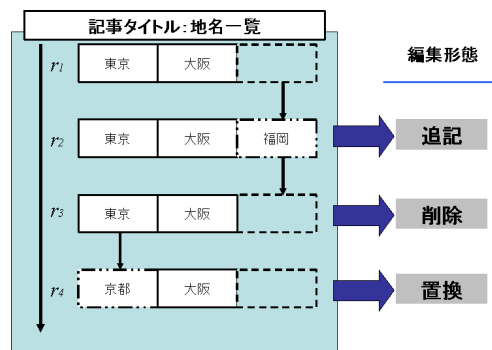 記事タイトル:地名一覧
編集形態
r1 東京 大阪
r2 東京 大阪 福岡 追記
r3 東京 大阪 削除
r4 京都 大阪 置換